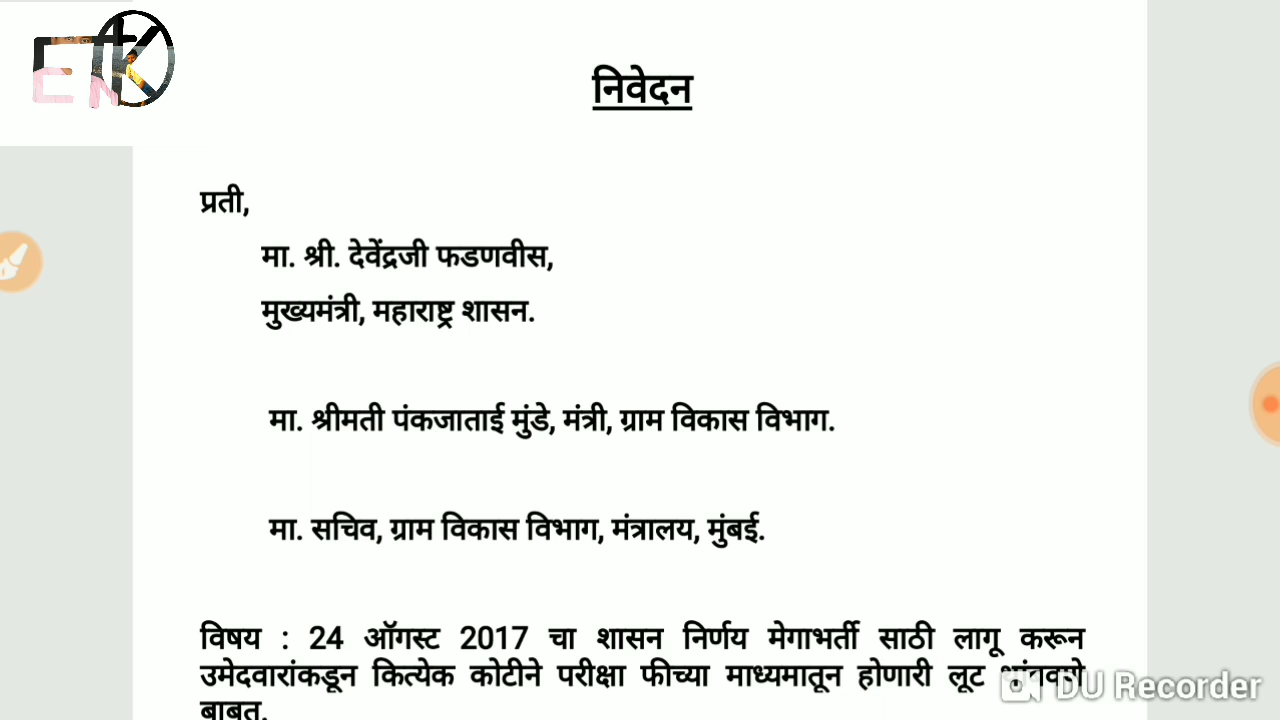 ETK
निवेदन
प्रती,
मा. श्री. देवेंद्रजी फडणवीस,
मुख्यमंत्री, महाराष्ट्र शासन.
मा. श्रीमती पंकजाताई मुंडे, मंत्री, ग्राम विकास विभाग.
मा. सचिव, ग्राम विकास विभाग, मंत्रालय, मुंबई.
विषय : 24 ऑगस्ट 2017 चा शासन निर्णय मेगाभर्ती साठी लागू करून
उमेदवारांकडून कित्येक कोटीने परीक्षा फीच्या माध्यमातून होणारी लूट
बाबत.
DU Recorder